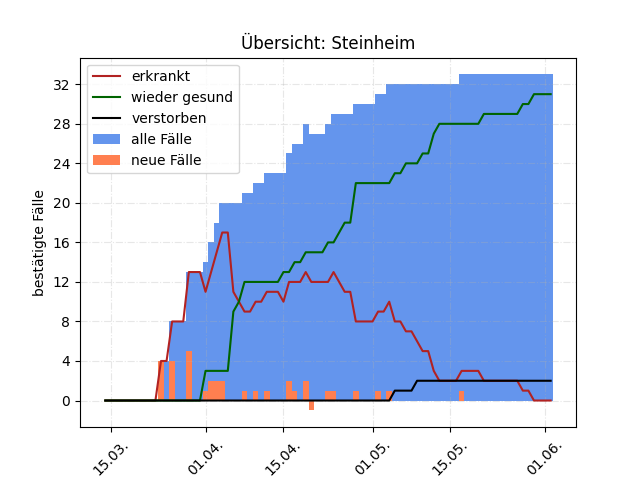 Übersicht: Steinheim
erkrankt
wieder gesund
verstorben
alle Fälle
neue Fälle
bestätigte Fälle
32
28
24
20
16
12
8
4
0
15.03.
01.04.
15.04.
01.05.
15.05.
01.06.